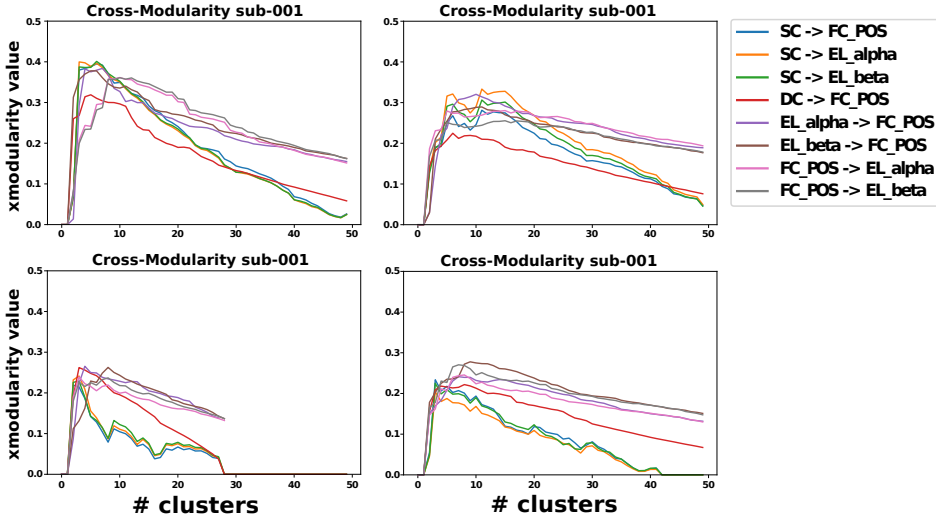 Cross-Modularity sub-001
Cross-Modularity sub-001
xmodularity value
0.5
0.4
0.3
0.2
0.1
0.0
0 10 20 30 40 50
0.5
0.4
0.3
0.2
0.1
0.0
0 10 20 30 40 50
SC -> FC_POS
SC -> EL_alpha
SC -> EL_beta
DC -> FC_POS
EL_alpha -> FC_POS
EL_beta -> FC_POS
FC_POS -> EL_alpha
FC_POS -> EL_beta
Cross-Modularity sub-001
Cross-Modularity sub-001
xmodularity value
0.5
0.4
0.3
0.2
0.1
0.0
0 10 20 30 40 50
# clusters
0.5
0.4
0.3
0.2
0.1
0.0
0 10 20 30 40 50
# clusters